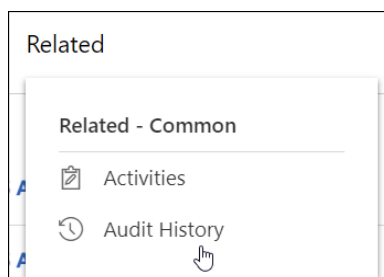 Related
Related - Common
Activities
Audit History
A
A